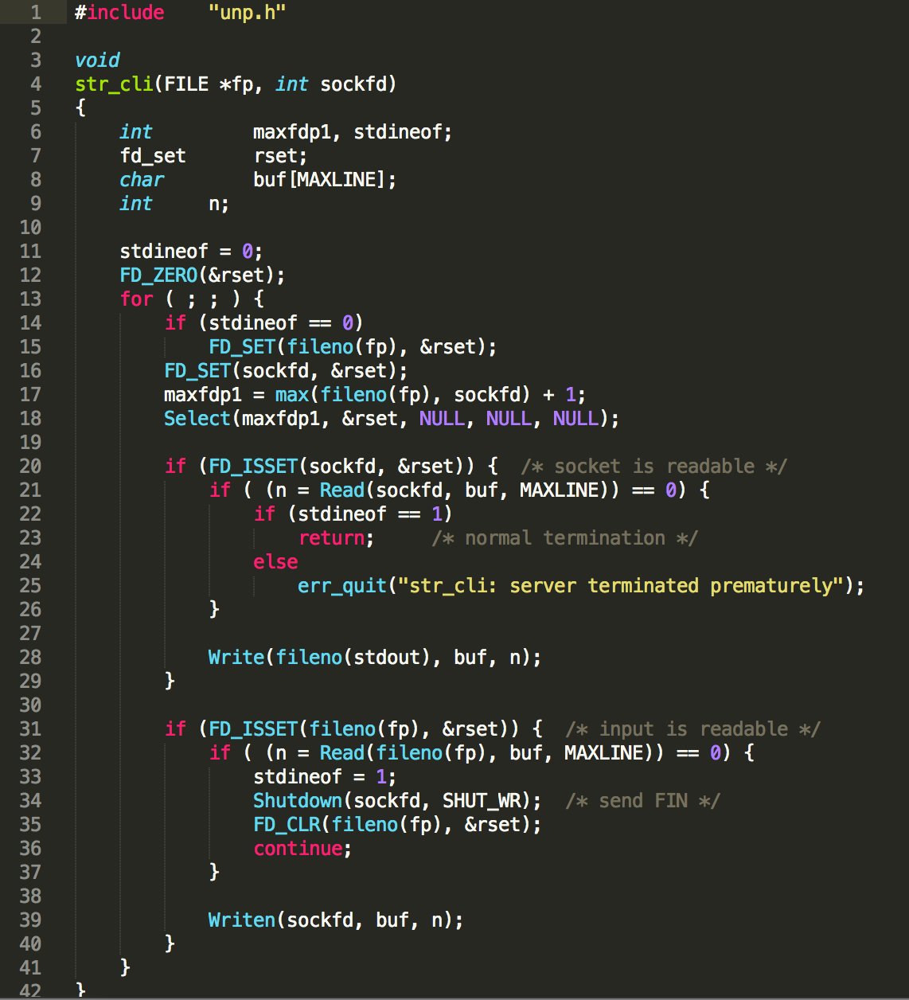 1 #include "unp.h"
2
3 void
4 str_cli(FILE *fp, int sockfd)
5 {
6 int maxfdp1, stdineof;
7 fd_set rset;
8 char buf[MAXLINE];
9 int n;
10
11 stdineof = 0;
12 FD_ZERO(&rset);
13 for ( ; ; ) {
14 if (stdineof == 0)
15 FD_SET(fileno(fp), &rset);
16 FD_SET(sockfd, &rset);
17 maxfdp1 = max(fileno(fp), sockfd) + 1;
18 Select(maxfdp1, &rset, NULL, NULL, NULL);
19
20 if (FD_ISSET(sockfd, &rset)) { /* socket is readable */
21 if ( (n = Read(sockfd, buf, MAXLINE)) == 0) {
22 if (stdineof == 1)
23 return; /* normal termination */
24 else
25 err_quit("str_cli: server terminated prematurely");
26 }
27
28 Write(fileno(stdout), buf, n);
29 }
30
31 if (FD_ISSET(fileno(fp), &rset)) { /* input is readable */
32 if ( (n = Read(fileno(fp), buf, MAXLINE)) == 0) {
33 stdineof = 1;
34 Shutdown(sockfd, SHUT_WR); /* send FIN */
35 FD_CLR(fileno(fp), &rset);
36 continue;
37 }
38
39 Writen(sockfd, buf, n);
40 }
41 }
42 }